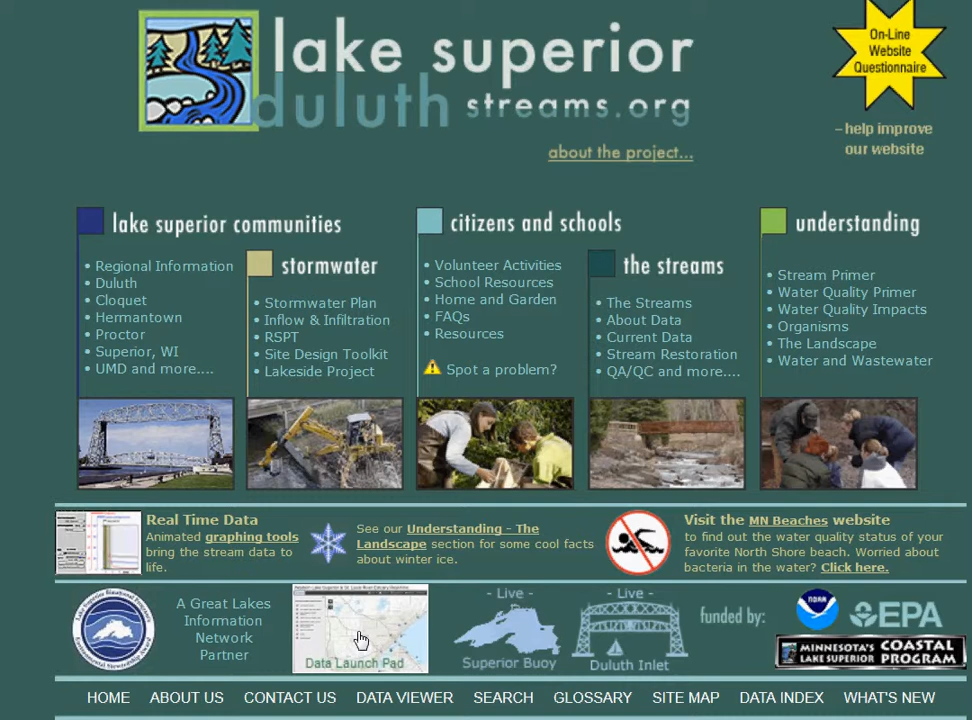 lake superior
duluth streams.org
about the project...
On-Line
Website
Questionnaire
– help improve
our website
lake superior communities
• Regional Information
• Duluth
• Cloquet
• Hermantown
• Proctor
• Superior, WI
• UMD and more....
stormwater
• Stormwater Plan
• Inflow & Infiltration
• RSPT
• Site Design Toolkit
• Lakeside Project
citizens and schools
• Volunteer Activities
• School Resources
• Home and Garden
• FAQs
• Resources
Spot a problem?
the streams
• The Streams
• About Data
• Current Data
• Stream Restoration
• QA/QC and more....
understanding
• Stream Primer
• Water Quality Primer
• Water Quality Impacts
• Organisms
• The Landscape
• Water and Wastewater
Real Time Data
Animated graphing tools
bring the stream data to
life.
See our Understanding - The
Landscape section for some cool facts
about winter ice.
Visit the MN Beaches website
to find out the water quality status of your
favorite North Shore beach. Worried about
bacteria in the water? Click here.
A Great Lakes
Information
Network
Partner
Data Launch Pad
- Live -
Superior Buoy
- Live -
Duluth Inlet
funded by:
NOAA
EPA
MINNESOTA'S COASTAL
LAKE SUPERIOR PROGRAM
HOME ABOUT US CONTACT US DATA VIEWER SEARCH GLOSSARY SITE MAP DATA INDEX WHAT'S NEW